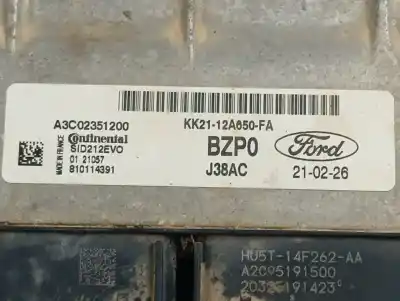 A3C02351200
KK21-12A650-FA
Continental
SID212EVO
BZP0
Ford
MADE IN FRANCE
01 21057
810114391
J38AC
21-02-26
HU5T-14F262-AA
A2C95191500